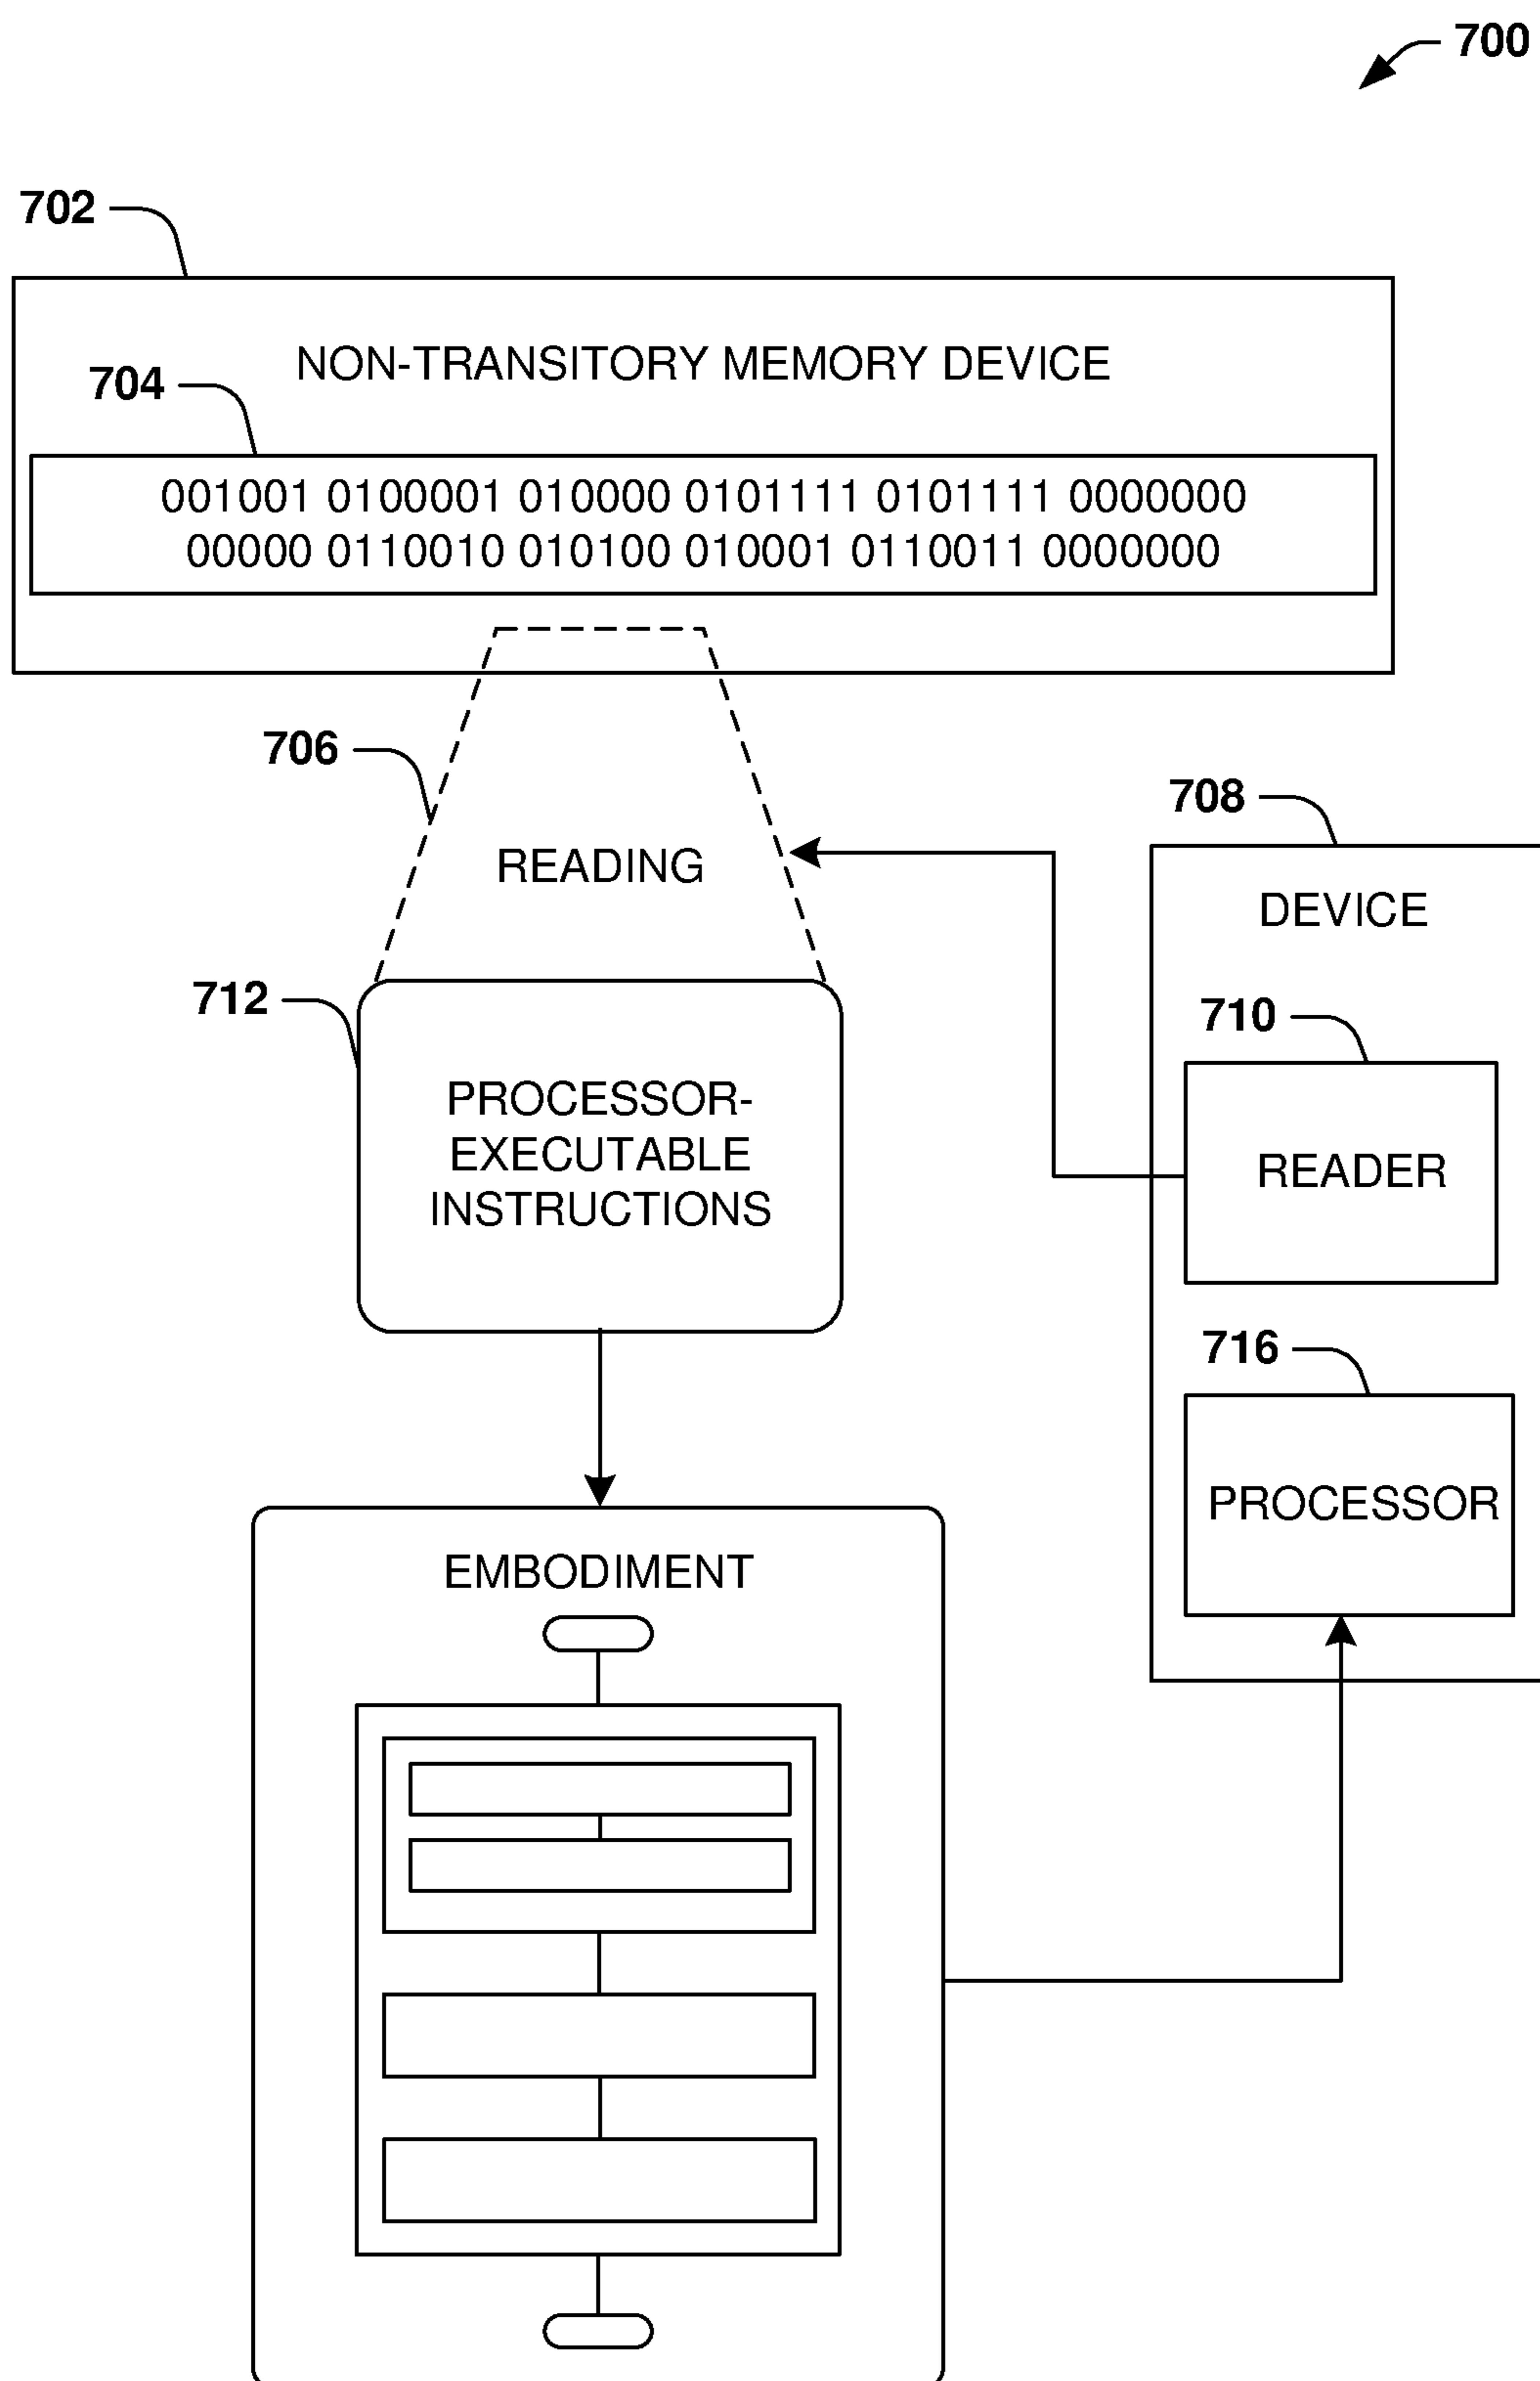 700
702
NON-TRANSITORY MEMORY DEVICE
704
001001 0100001 010000 0101111 0101111 0000000
00000 0110010 010100 010001 0110011 0000000
706
READING
708
DEVICE
712
710
PROCESSOR-
EXECUTABLE
INSTRUCTIONS
READER
716
PROCESSOR
EMBODIMENT